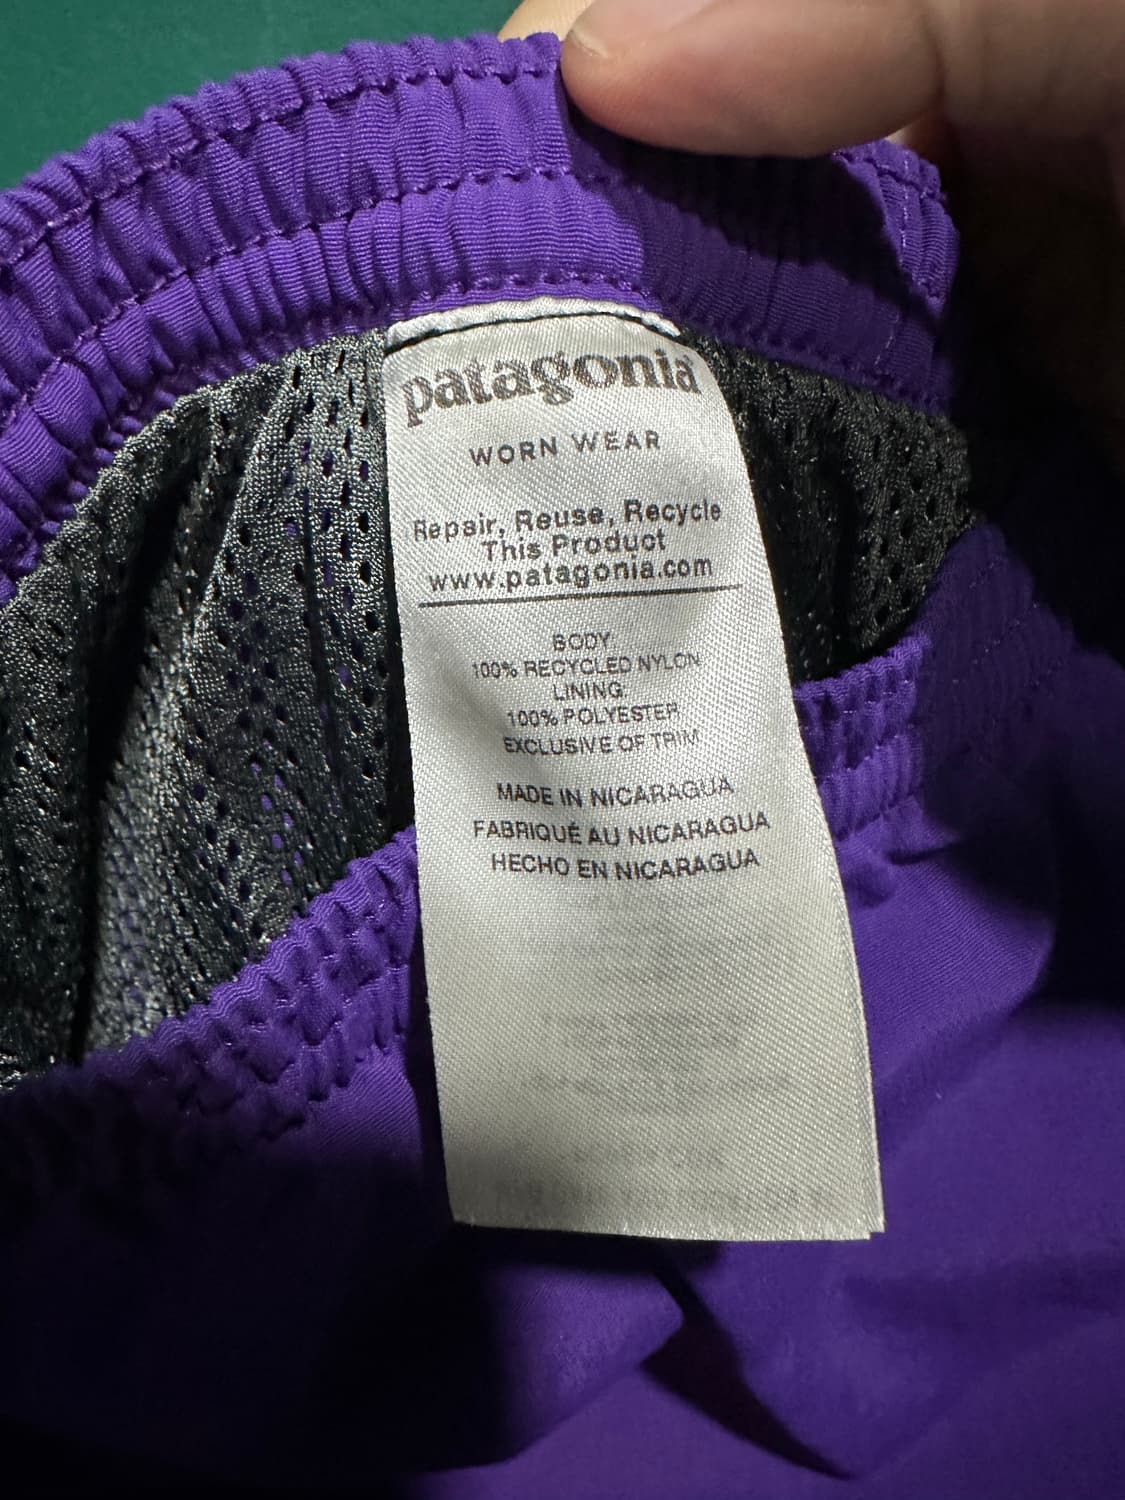 patagonia
WORN WEAR
Repair, Reuse, Recycle
This Product
www.patagonia.com
BODY
100% RECYCLED NYLON
LINING
100% POLYESTER
EXCLUSIVE OF TRIM
MADE IN NICARAGUA
FABRIQUÉ AU NICARAGUA
HECHO EN NICARAGUA